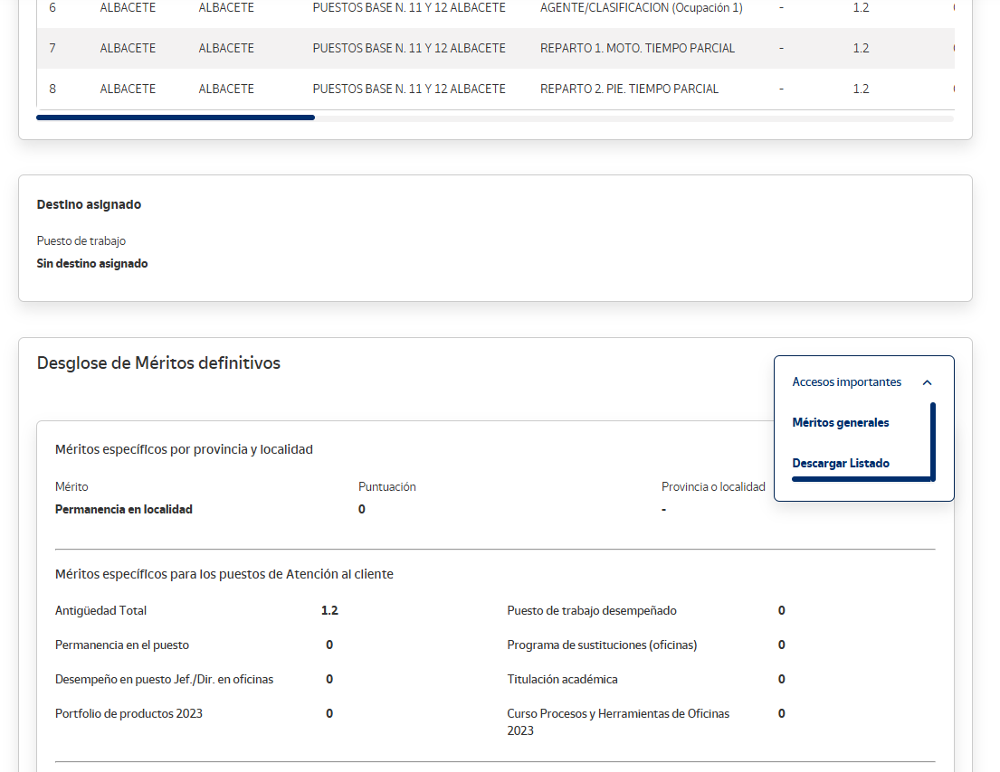 6 ALBACETE ALBACETE PUESTOS BASE N. 11 Y 12 ALBACETE AGENTE/CLASIFICACION (Ocupación 1) - 1.2
7 ALBACETE ALBACETE PUESTOS BASE N. 11 Y 12 ALBACETE REPARTO 1. MOTO. TIEMPO PARCIAL - 1.2
8 ALBACETE ALBACETE PUESTOS BASE N. 11 Y 12 ALBACETE REPARTO 2. PIE. TIEMPO PARCIAL - 1.2
Destino asignado
Puesto de trabajo
Sin destino asignado
Desglose de Méritos definitivos
Accesos importantes
Méritos generales
Descargar Listado
Méritos específicos por provincia y localidad
Mérito Puntuación Provincia o localidad
Permanencia en localidad 0 -
Méritos específicos para los puestos de Atención al cliente
Antigüedad Total 1.2 Puesto de trabajo desempeñado 0
Permanencia en el puesto 0 Programa de sustituciones (oficinas) 0
Desempeño en puesto Jef./Dir. en oficinas 0 Titulación académica 0
Portfolio de productos 2023 0 Curso Procesos y Herramientas de Oficinas 0
2023